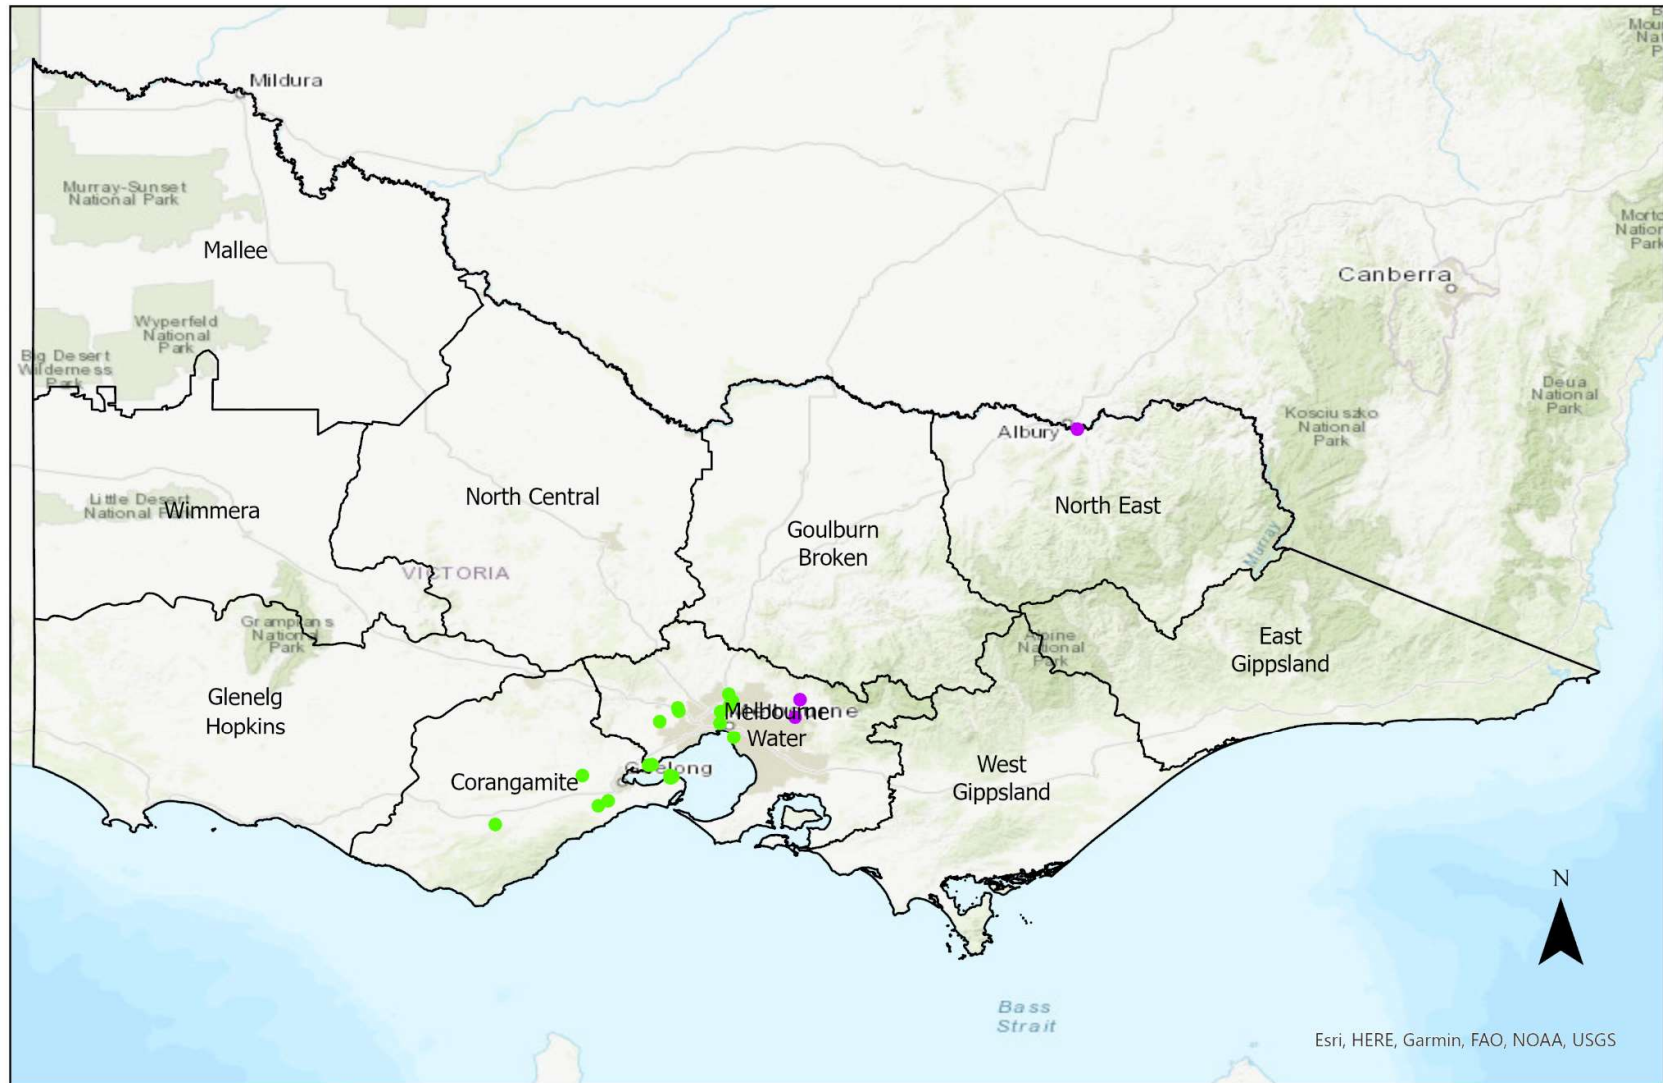 Mildura
Murray-Sunset
National Park
Mallee
Wyperfeld
National
Park
Big Desert
Wilderness
Park
Canberra
Deua
National
Park
Kosciuszko
National
Park
Albury
Little Desert
National Park
Wimmera
North Central
North East
Goulburn
Broken
Murray
VICTORIA
Grampians
National
Park
Alpine
National
Park
East
Gippsland
Glenelg
Hopkins
Melbourne
Melbourne
Water
Geelong
Corangamite
West
Gippsland
N
Bass
Strait
Esri, HERE, Garmin, FAO, NOAA, USGS